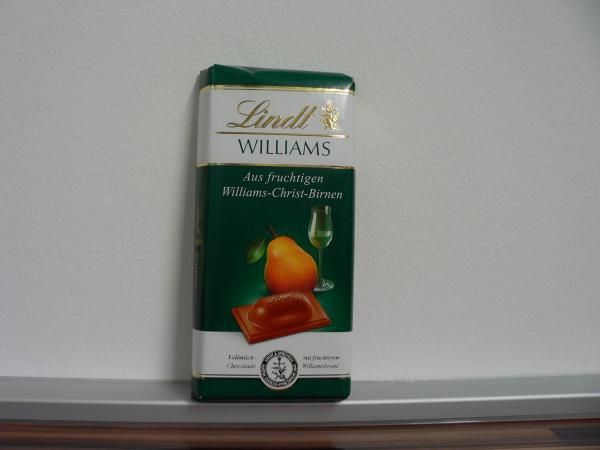 Lindt
WILLIAMS
Aus fruchtigen
Williams-Christ-Birnen
Vollmilch-
Chocolade
mit fruchtigem
Williamsbrand